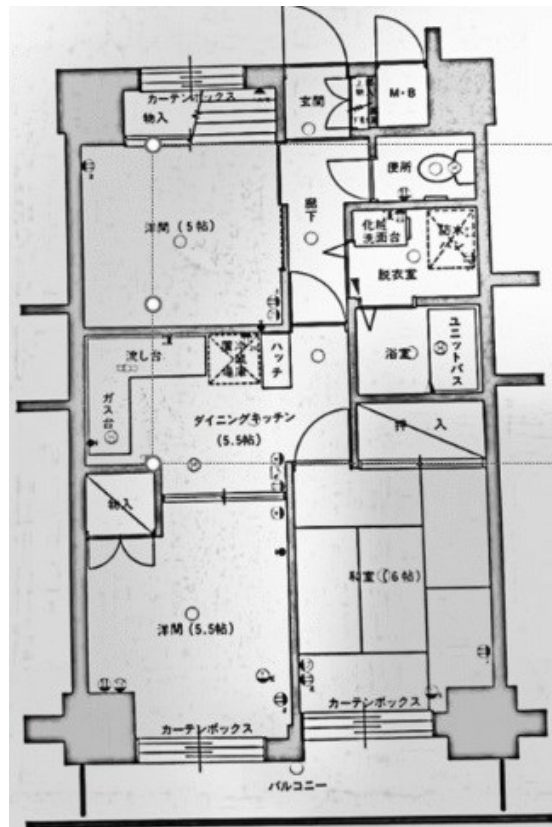 カーテンボックス
物入
玄関
M・B
便所
洋間 (5帖)
廊下
化粧
洗面台
防水
パン
脱衣室
流し台
ハッチ
浴室
ユニットバス
ガス台
ダイニングキッチン
(5.5帖)
押入
物入
和室 (6帖)
洋間 (5.5帖)
カーテンボックス
カーテンボックス
バルコニー